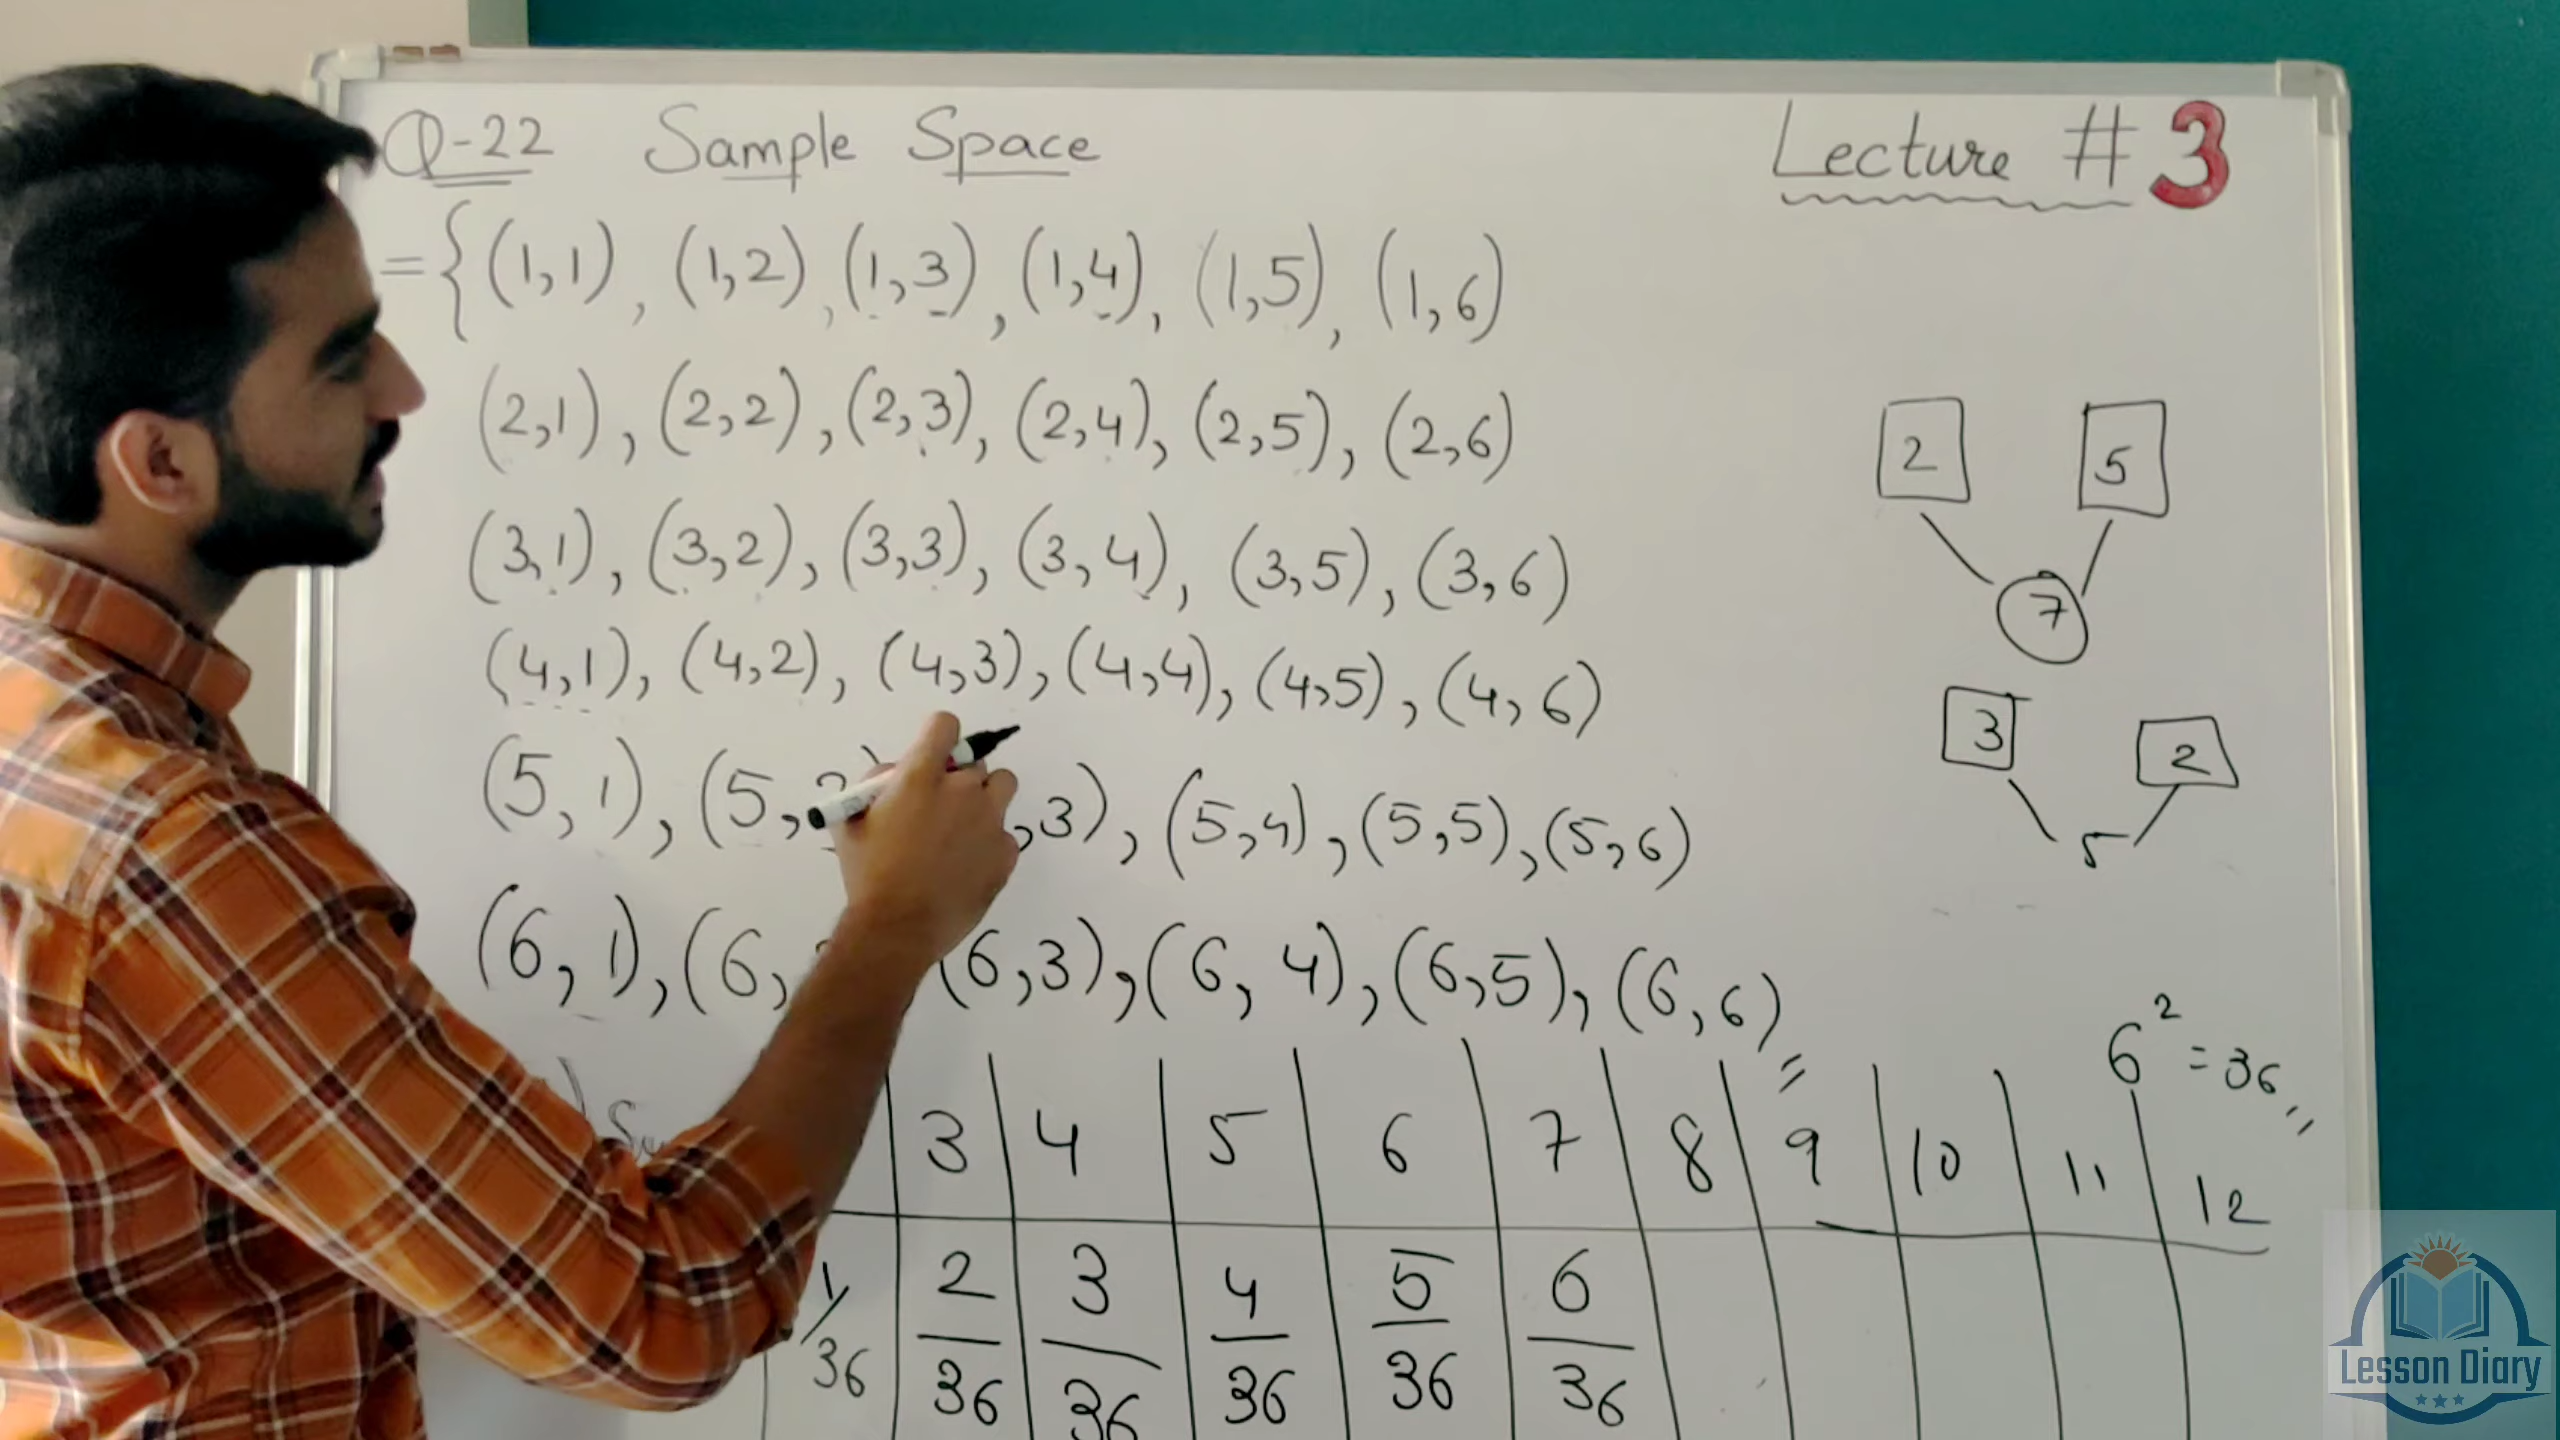 Q-22 Sample Space
Lecture # 3
= {(1,1), (1,2), (1,3), (1,4), (1,5), (1,6)
(2,1), (2,2), (2,3), (2,4), (2,5), (2,6)
(3,1), (3,2), (3,3), (3,4), (3,5), (3,6)
(4,1), (4,2), (4,3), (4,4), (4,5), (4,6)
(5,1), (5, ,3), (5,4), (5,5), (5,6)
(6,1), (6, (6,3), (6,4), (6,5), (6,6)
2 5
7
3 2
5
6² = 36
3 4 5 6 7 8 9 10 11 12
1/36 2/36 3/36 4/36 5/36 6/36
Lesson Diary